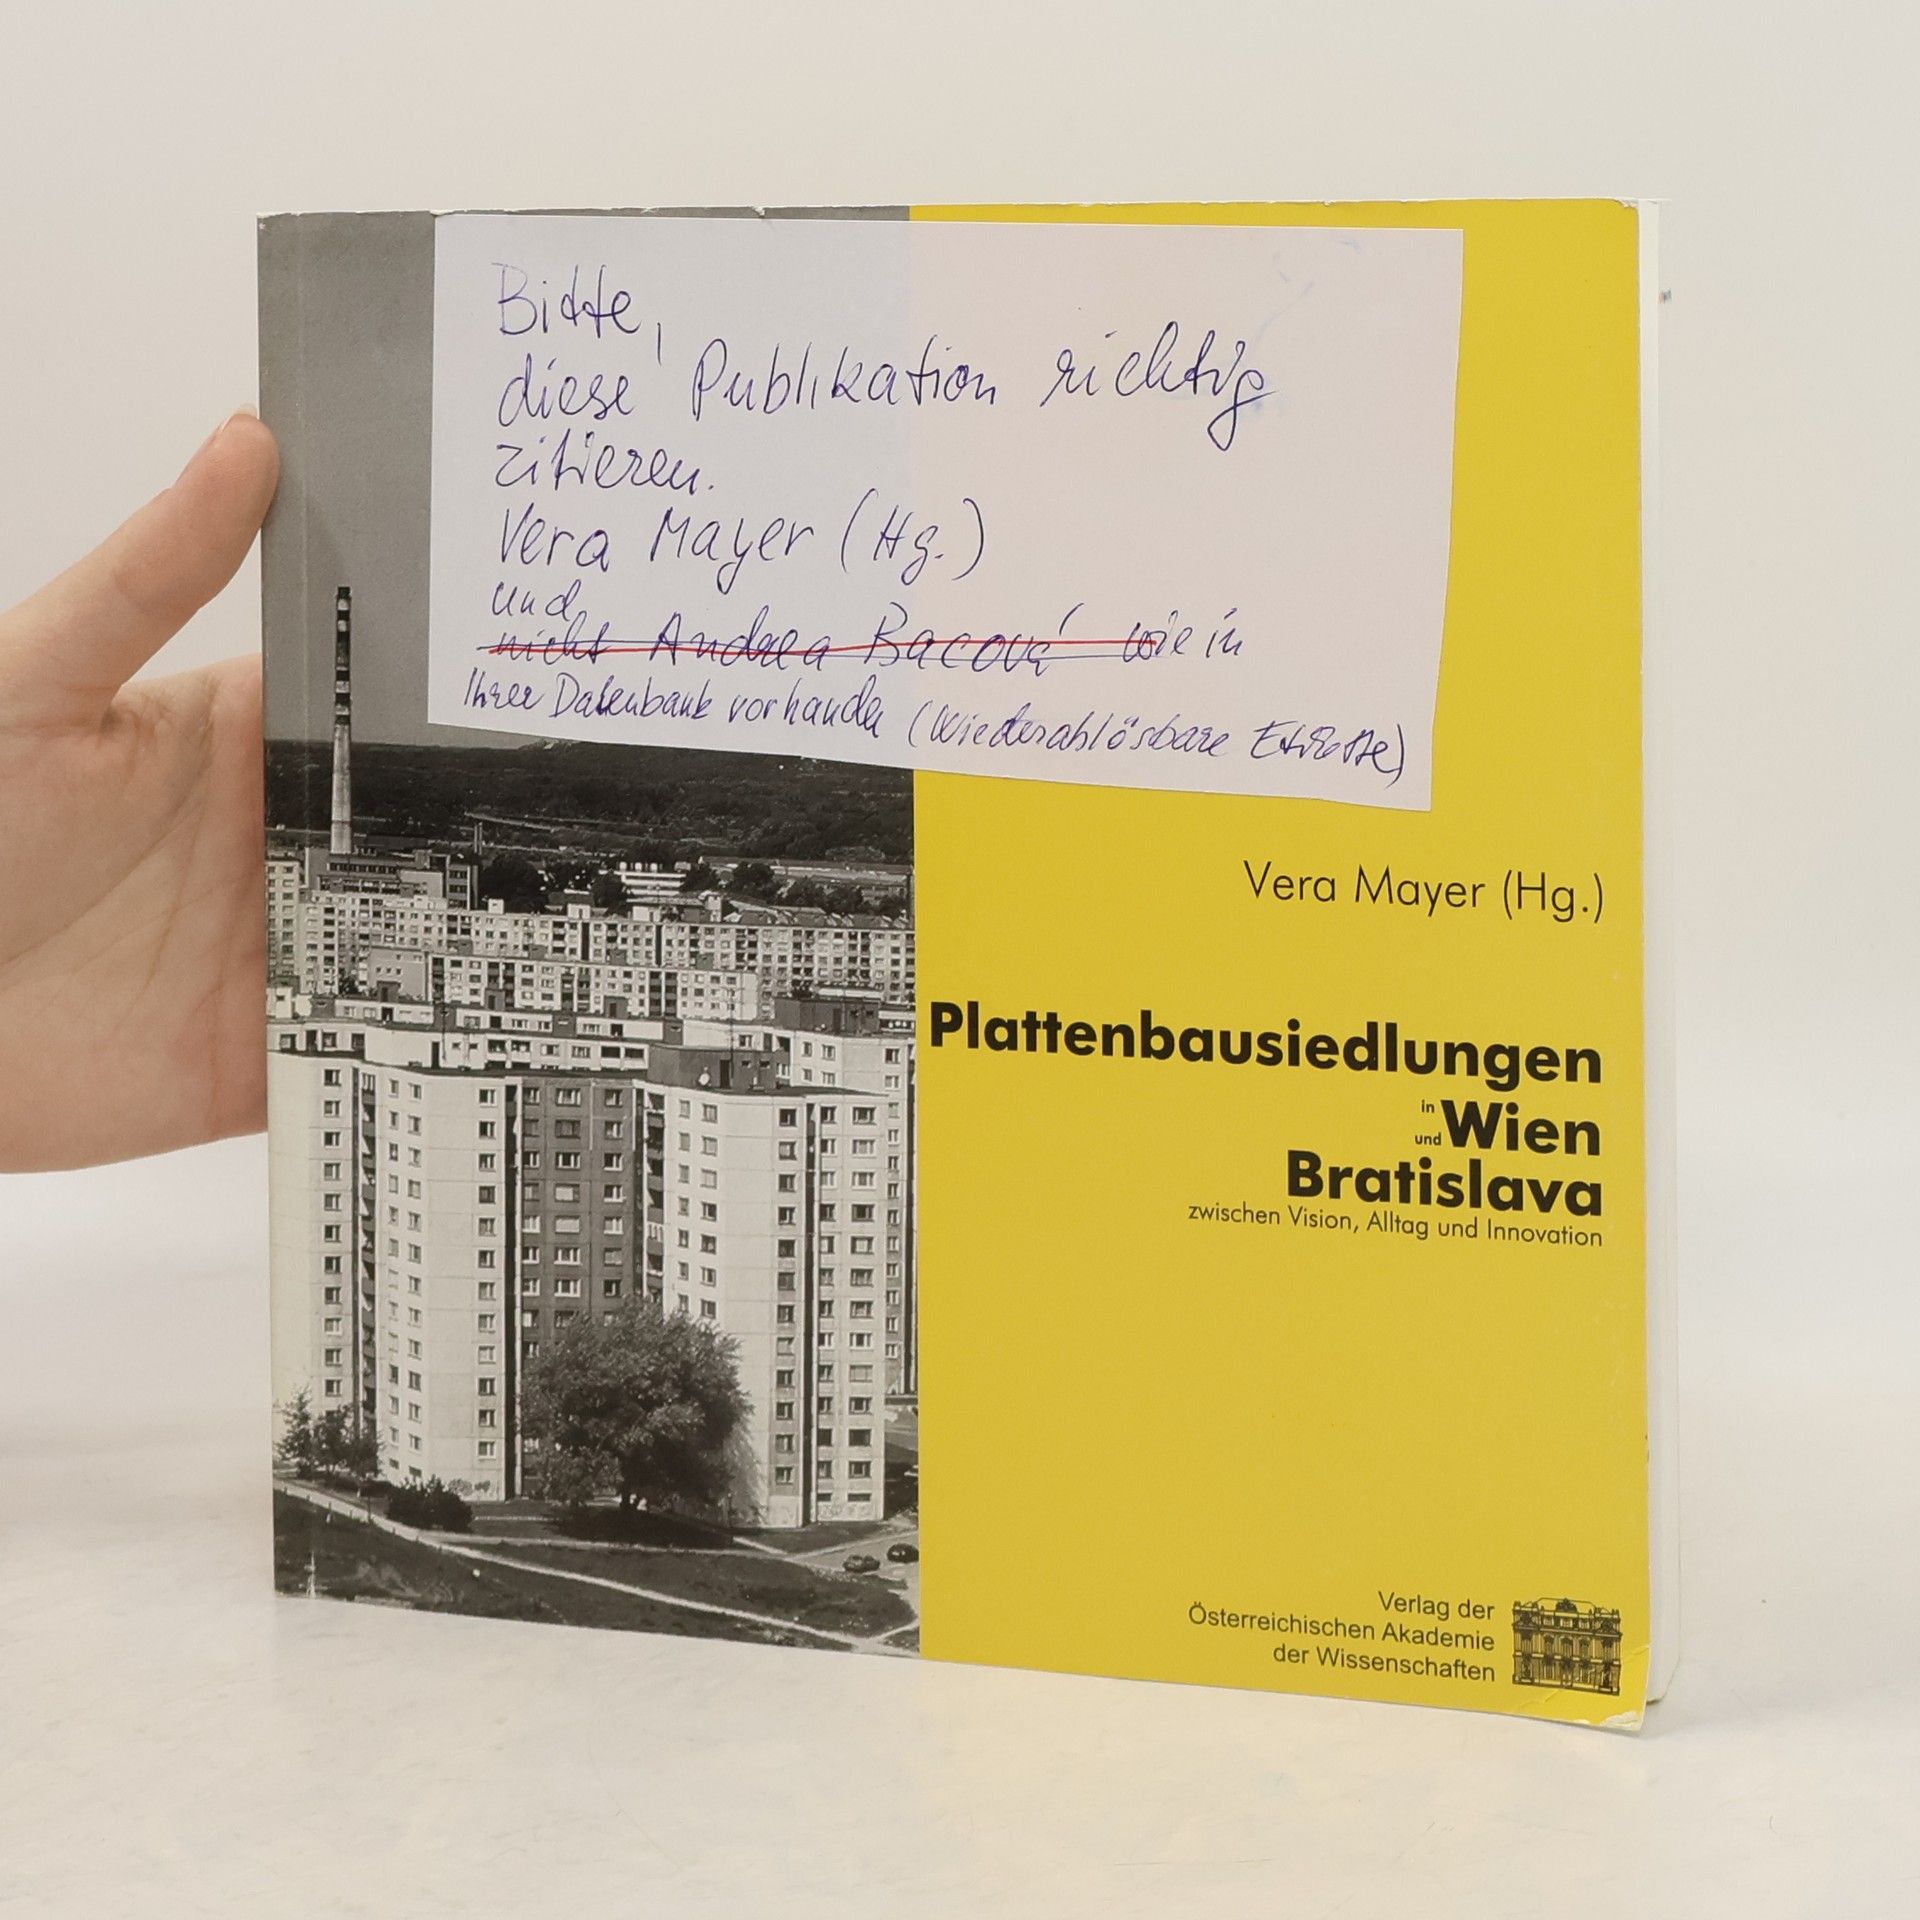 Bitte,
diese Publikation richtig
zitieren.
Vera Mayer (Hg.)
und
nicht Andrea Bacová wie in
Ihrer Datenbank vorhanden (Wiederablösbare Etikette)
Vera Mayer (Hg.)
Plattenbausiedlungen
in Wien
und
Bratislava
zwischen Vision, Alltag und Innovation
Verlag der
Österreichischen Akademie
der Wissenschaften